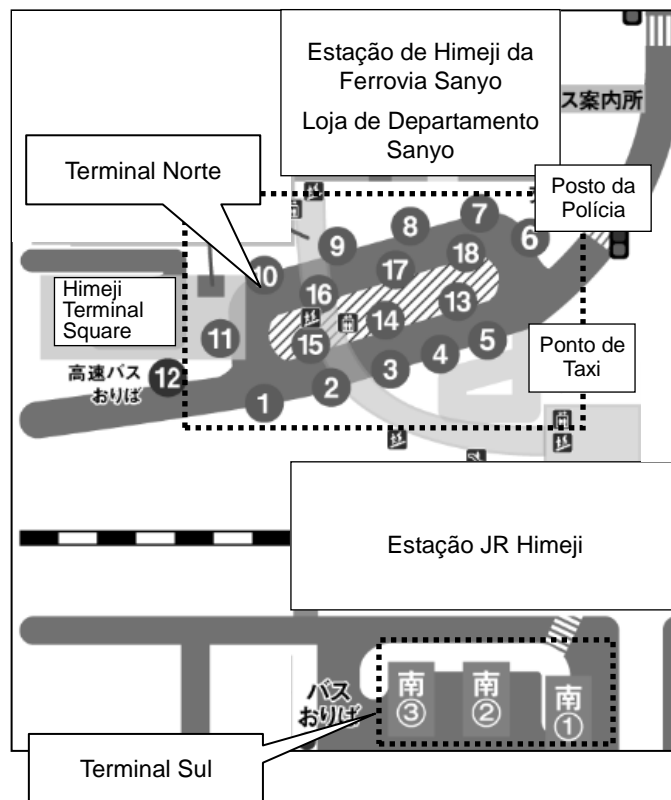 Estação de Himeji da
Ferrovia Sanyo
Loja de Departamento
Sanyo
ス案内所
Terminal Norte
Posto da
Polícia
7
8
6
9
18
17
10
16
13
Himeji
Terminal
Square
14
11
15
5
4
Ponto de
Taxi
3
高速バス
おりば
12
2
1
Estação JR Himeji
バス
おりば
南
③
南
②
南
①
Terminal Sul